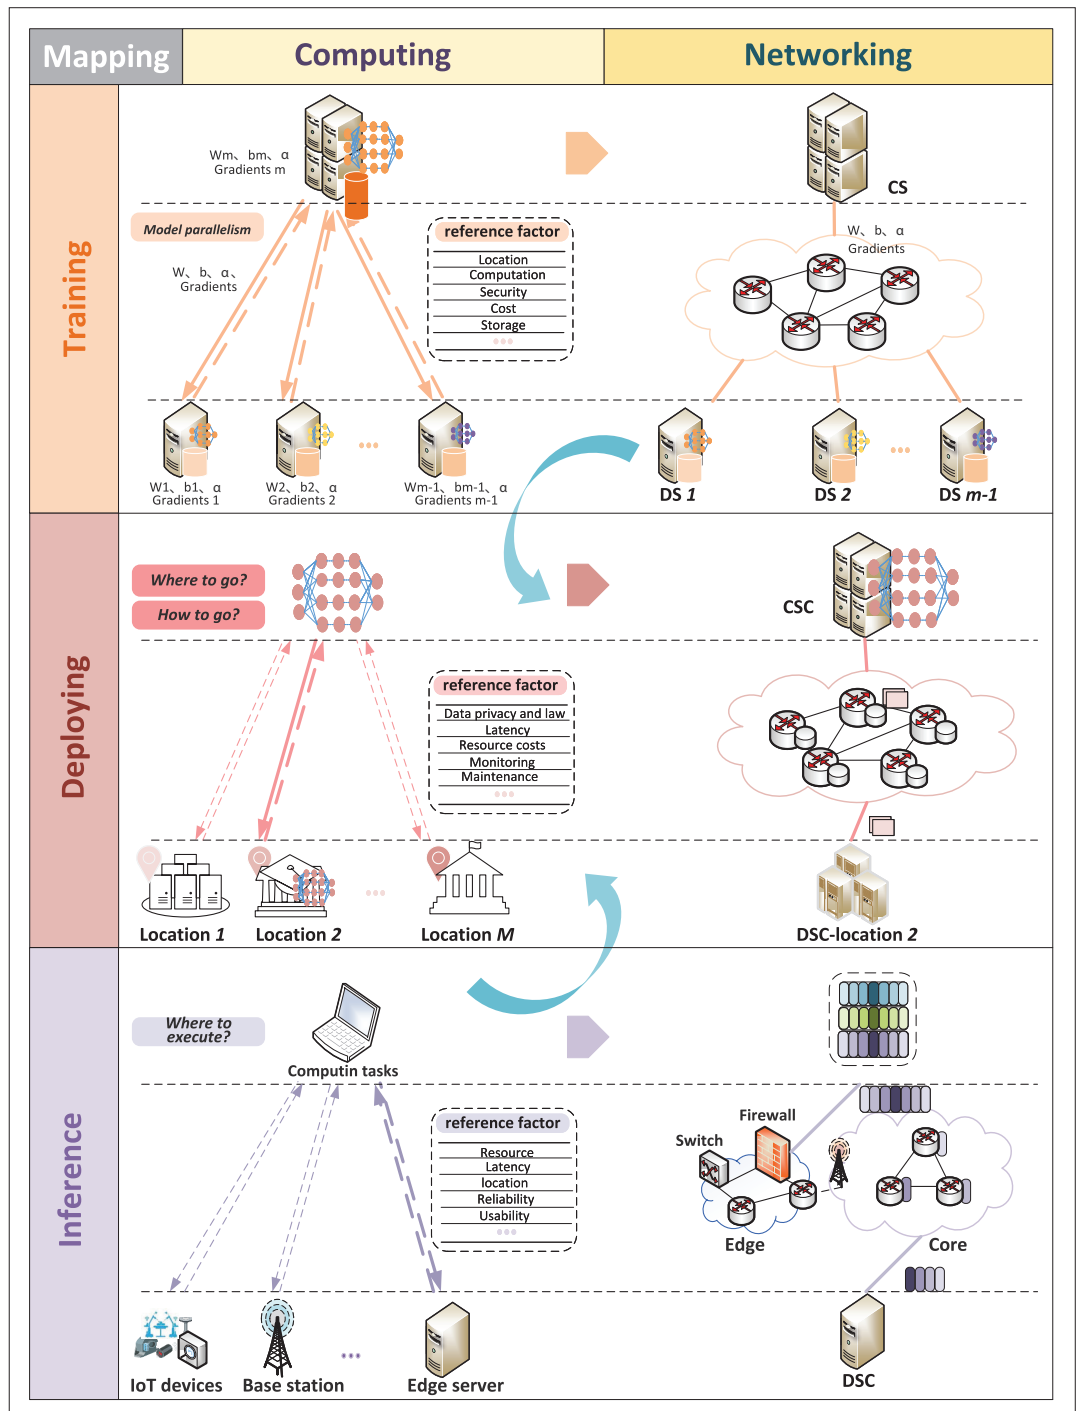 Mapping
Computing
Networking
Training
Wm、bm、α
Gradients m
CS
Model parallelism
W、b、α、
Gradients
reference factor
Location
Computation
Security
Cost
Storage
W、b、α
Gradients
W1、b1、α
Gradients 1
W2、b2、α
Gradients 2
Wm-1、bm-1、α
Gradients m-1
DS 1
DS 2
DS m-1
Deploying
Where to go?
How to go?
CSC
reference factor
Data privacy and law
Latency
Resource costs
Monitoring
Maintenance
Location 1
Location 2
Location M
DSC-location 2
Inference
Where to
execute?
Computin tasks
reference factor
Resource
Latency
location
Reliability
Usability
Firewall
Switch
Edge
Core
IoT devices
Base station
Edge server
DSC